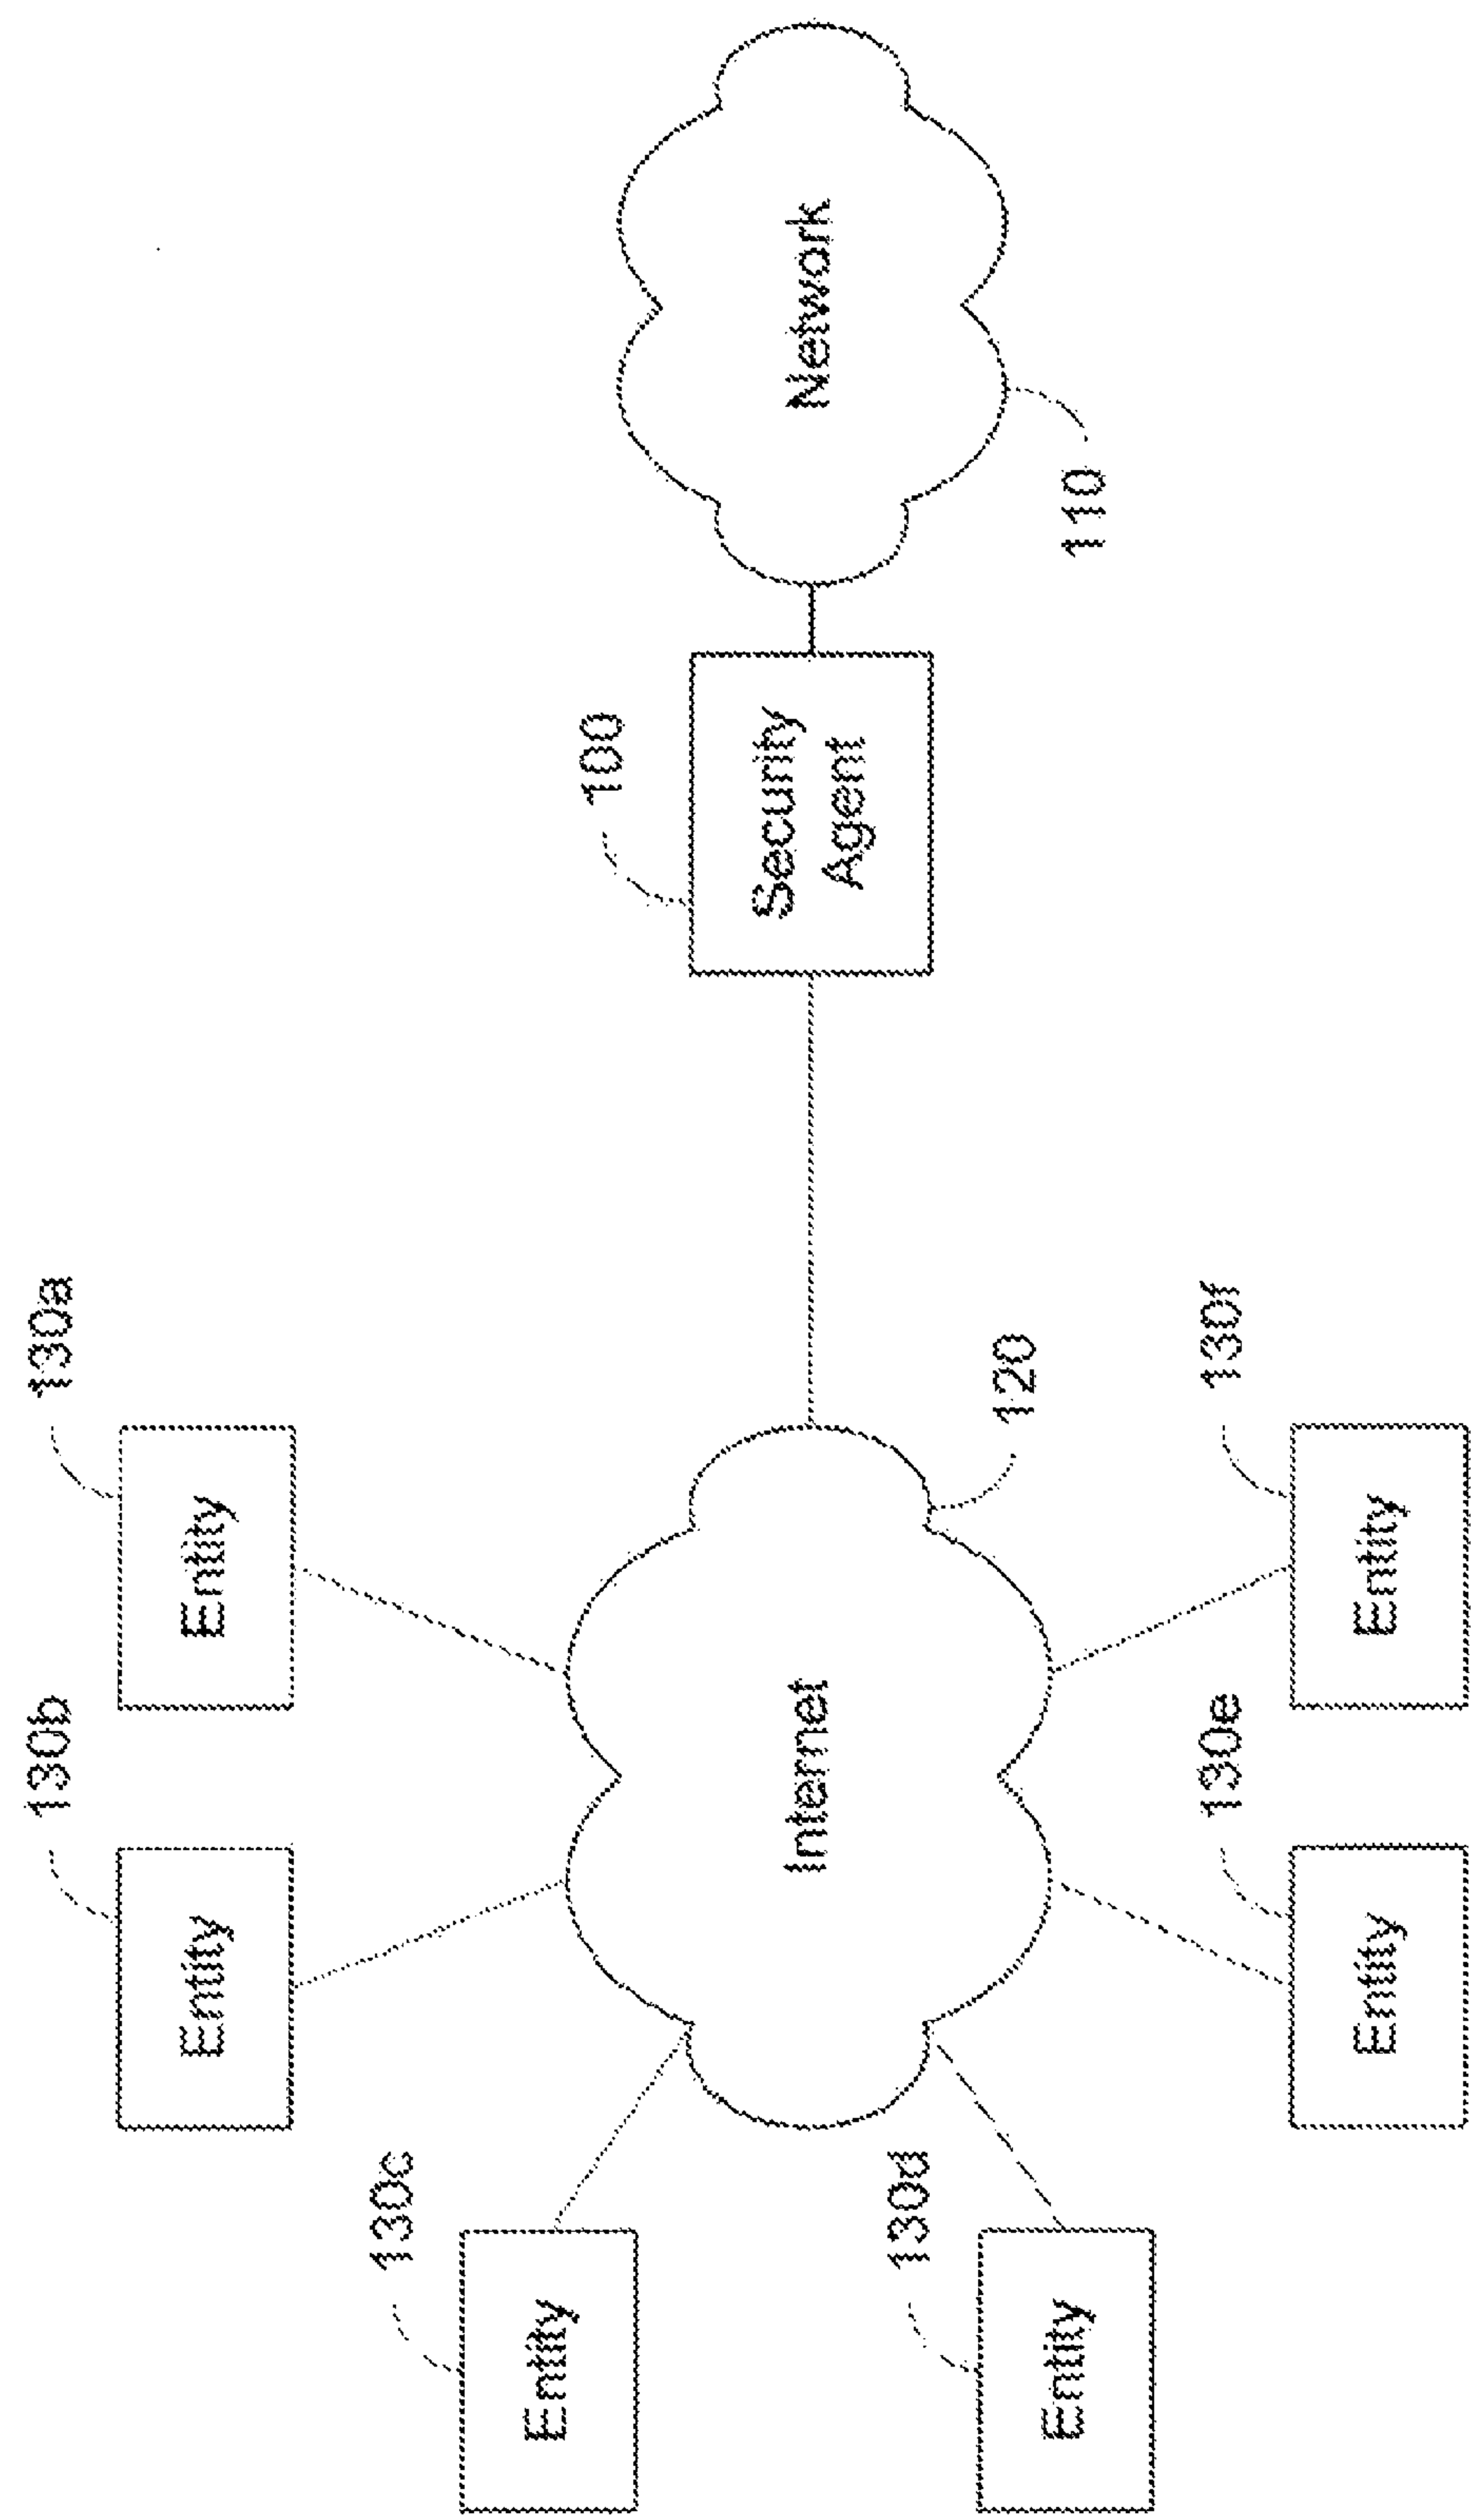 130a
Entity
130b
Entity
130c
Entity
130d
Entity
130e
Entity
130f
Entity
Internet
120
100
Security
Agent
Network
110